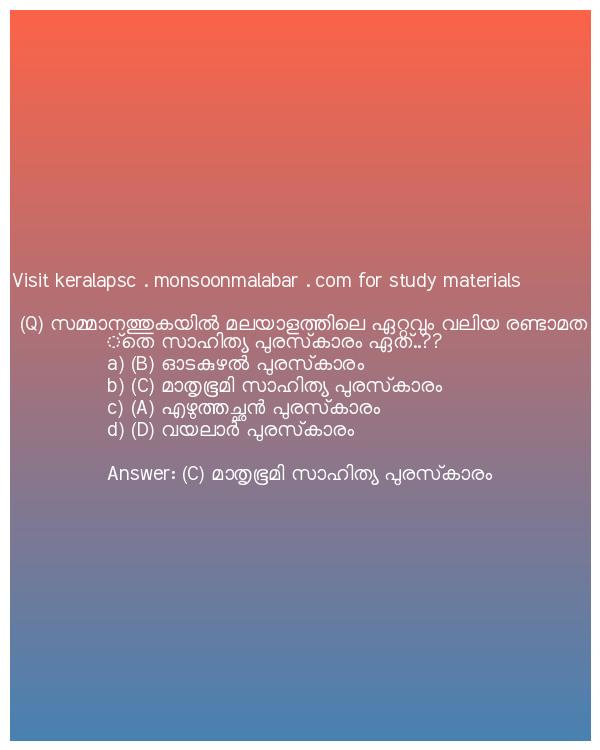 Visit keralapsc . monsoonmalabar . com for study materials
(Q) സമ്മാനത്തുകയിൽ മലയാളത്തിലെ ഏറ്റവും വലിയ രണ്ടാമത
്തെ സാഹിത്യ പുരസ്കാരം ഏത്..??
a) (B) ഓടകുഴൽ പുരസ്കാരം
b) (C) മാതൃഭൂമി സാഹിത്യ പുരസ്കാരം
c) (A) എഴുത്തച്ഛൻ പുരസ്കാരം
d) (D) വയലാർ പുരസ്കാരം
Answer: (C) മാതൃഭൂമി സാഹിത്യ പുരസ്കാരം